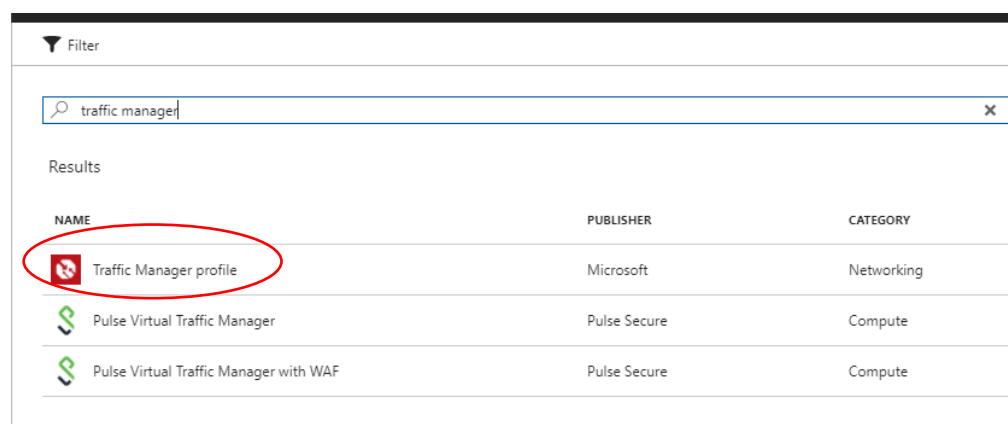 Filter
traffic manager
Results
NAME PUBLISHER CATEGORY
Traffic Manager profile Microsoft Networking
Pulse Virtual Traffic Manager Pulse Secure Compute
Pulse Virtual Traffic Manager with WAF Pulse Secure Compute